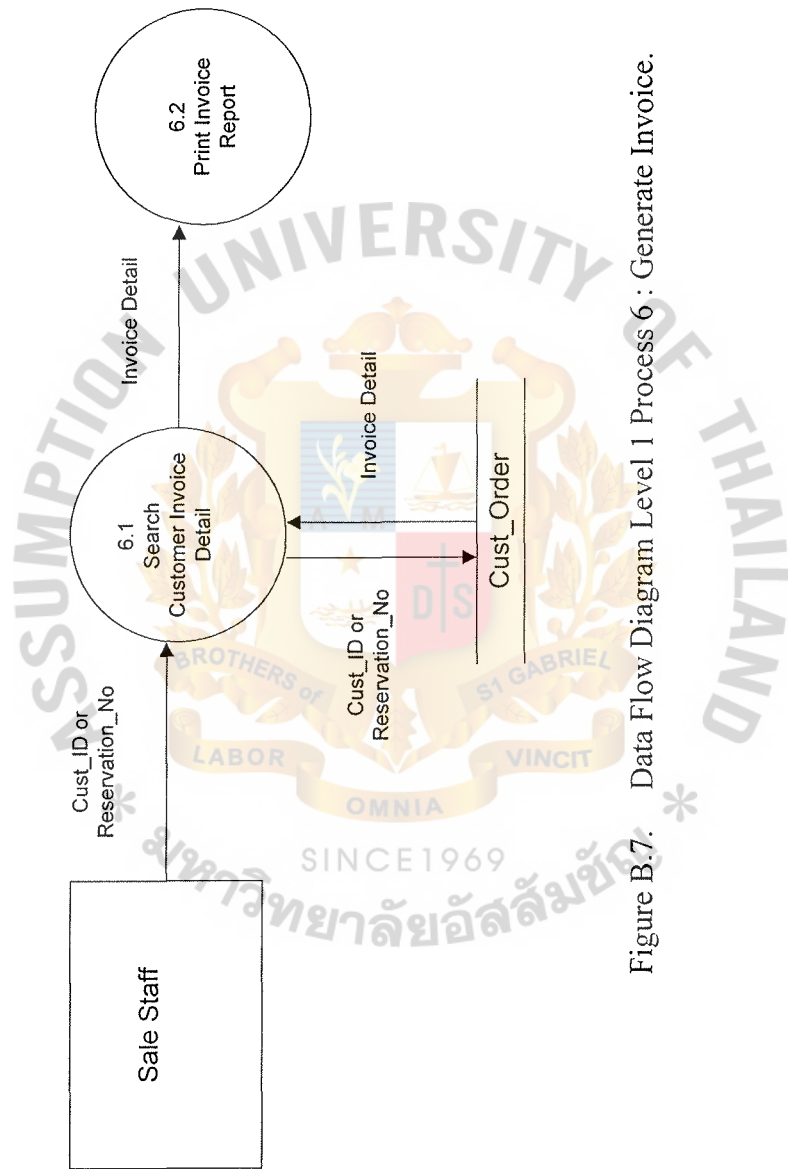 Sale Staff
Cust_ID or
Reservation_No
6.1
Search
Customer Invoice
Detail
Invoice Detail
6.2
Print Invoice
Report
Cust_ID or
Reservation_No
Invoice Detail
Cust_Order
Figure B.7. Data Flow Diagram Level 1 Process 6 : Generate Invoice.
ASSUMPTION UNIVERSITY OF THAILAND
A M
D S
BROTHERS of ST GABRIEL
LABOR
OMNIA
VINCIT
* SINCE1969 *
มหาวิทยาลัยอัสสัมชัญ